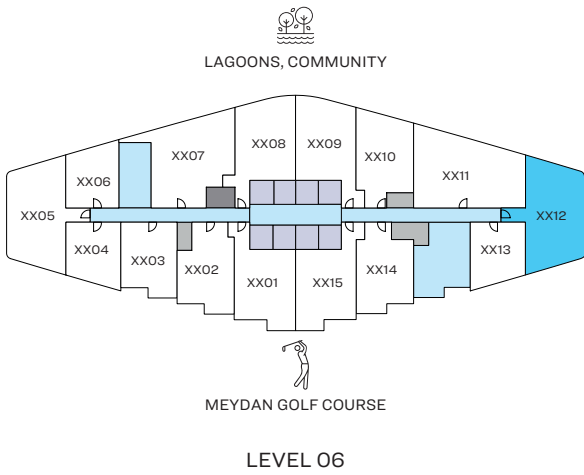 LAGOONS, COMMUNITY
XX08
XX09
XX07
XX10
XX06
XX11
XX05
XX12
XX04
XX03
XX02
XX01
XX15
XX14
XX13
MEYDAN GOLF COURSE
LEVEL 06